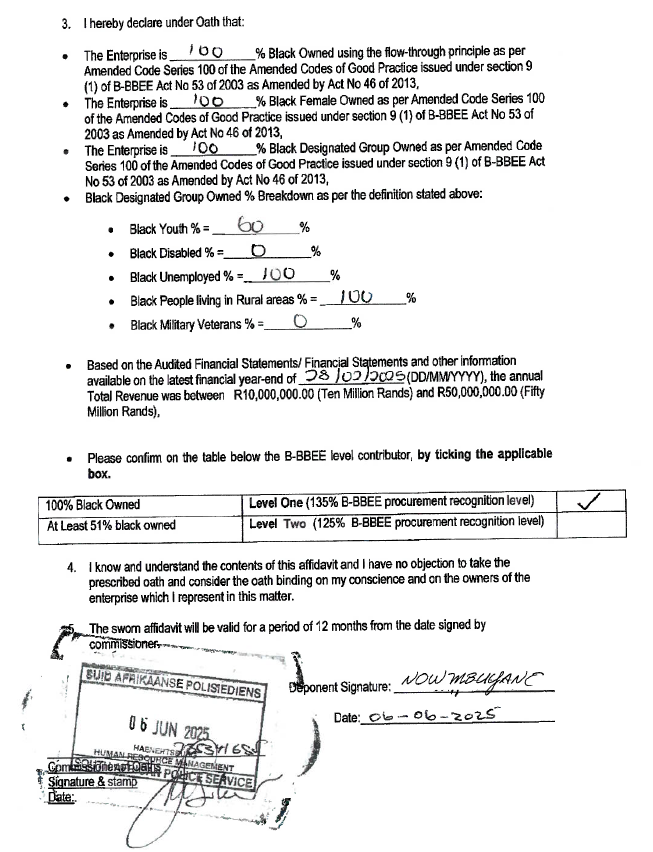 3. I hereby declare under Oath that:
• The Enterprise is 100 % Black Owned using the flow-through principle as per
Amended Code Series 100 of the Amended Codes of Good Practice issued under section 9
(1) of B-BBEE Act No 53 of 2003 as Amended by Act No 46 of 2013,
• The Enterprise is 100 % Black Female Owned as per Amended Code Series 100
of the Amended Codes of Good Practice issued under section 9 (1) of B-BBEE Act No 53 of
2003 as Amended by Act No 46 of 2013,
• The Enterprise is 100 % Black Designated Group Owned as per Amended Code
Series 100 of the Amended Codes of Good Practice issued under section 9 (1) of B-BBEE Act
No 53 of 2003 as Amended by Act No 46 of 2013,
• Black Designated Group Owned % Breakdown as per the definition stated above:
• Black Youth % = 60 %
• Black Disabled % = 0 %
• Black Unemployed % = 100 %
• Black People living in Rural areas % = 100 %
• Black Military Veterans % = 0 %
• Based on the Audited Financial Statements/ Financial Statements and other information
available on the latest financial year-end of 28/02/2025 (DD/MM/YYYY), the annual
Total Revenue was between R10,000,000.00 (Ten Million Rands) and R50,000,000.00 (Fifty
Million Rands),
• Please confirm on the table below the B-BBEE level contributor, by ticking the applicable
box.
100% Black Owned Level One (135% B-BBEE procurement recognition level) ✓
At Least 51% black owned Level Two (125% B-BBEE procurement recognition level)
4. I know and understand the contents of this affidavit and I have no objection to take the
prescribed oath and consider the oath binding on my conscience and on the owners of the
enterprise which I represent in this matter.
5. The sworn affidavit will be valid for a period of 12 months from the date signed by
commissioner.
SUID AFRIKAANSE POLISIEDIENS
Deponent Signature:
06 JUN 2025
Date: 06-06-2025
HUMAN RESOURCE MANAGEMENT
POLICE SERVICE
Signature & stamp
Date: